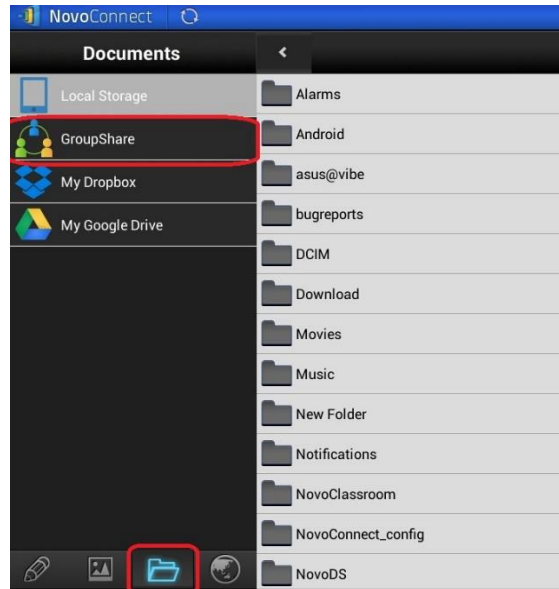 NovoConnect
Documents
Local Storage
GroupShare
My Dropbox
My Google Drive
Alarms
Android
asus@vibe
bugreports
DCIM
Download
Movies
Music
New Folder
Notifications
NovoClassroom
NovoConnect_config
NovoDS